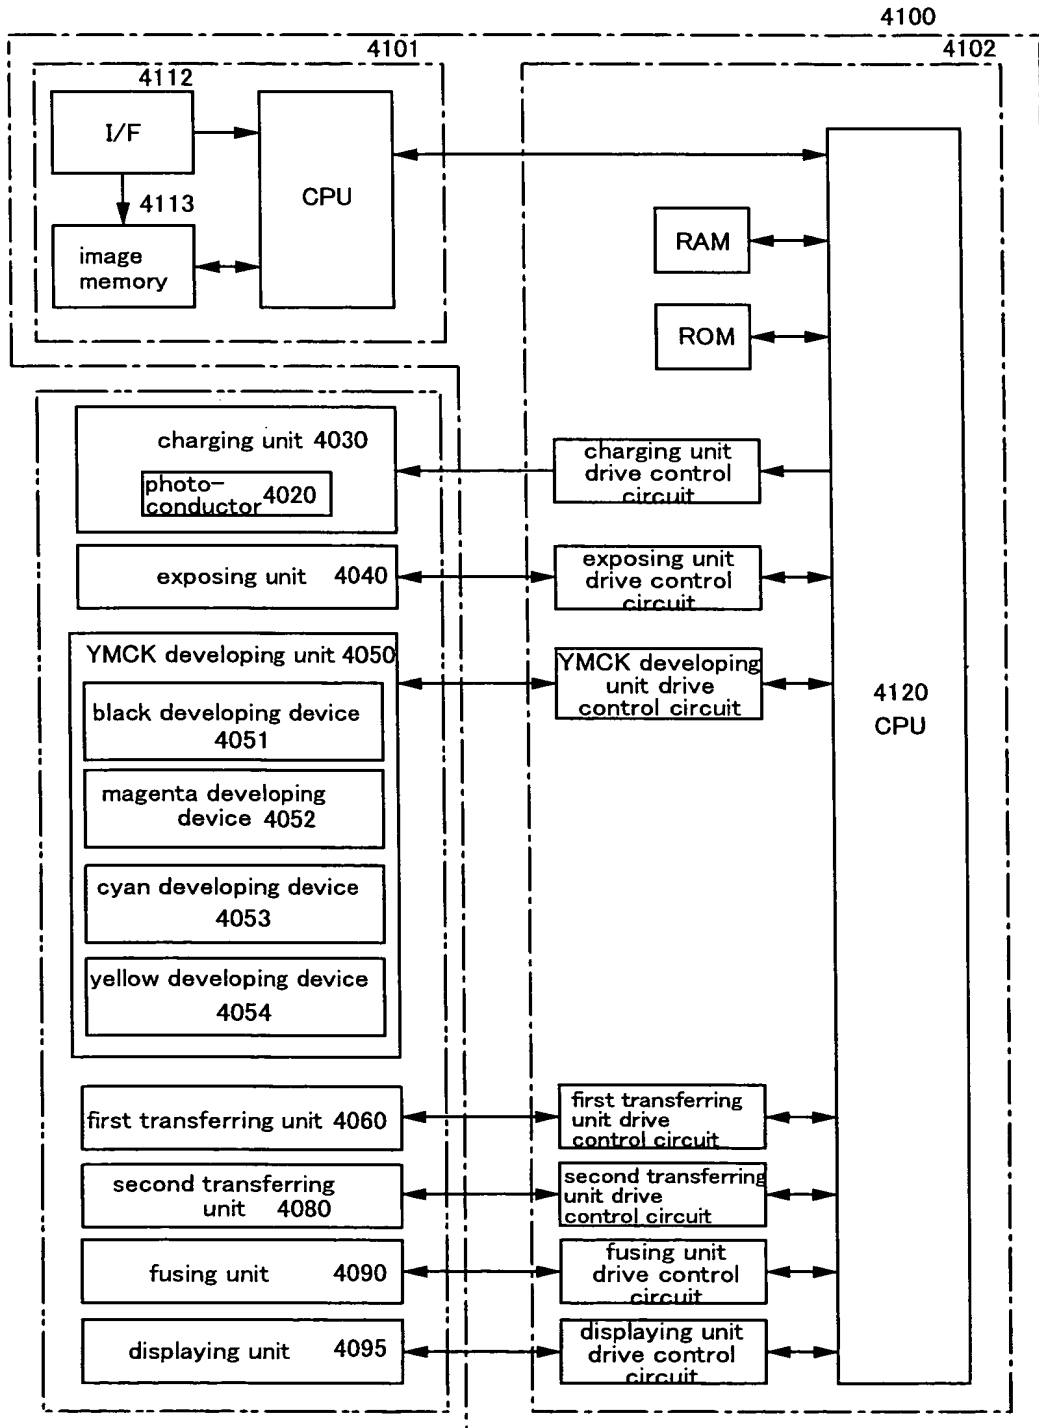 4100
4101
4102
4112
I/F
CPU
4113
image
memory
RAM
ROM
charging unit 4030
photo-
conductor 4020
charging unit
drive control
circuit
exposing unit 4040
exposing unit
drive control
circuit
YMCK developing unit 4050
YMCK developing
unit drive
control circuit
4120
CPU
black developing device
4051
magenta developing
device 4052
cyan developing device
4053
yellow developing device
4054
first transferring unit 4060
first transferring
unit drive
control circuit
second transferring
unit 4080
second transferring
unit drive
control circuit
fusing unit 4090
fusing unit
drive control
circuit
displaying unit 4095
displaying unit
drive control
circuit